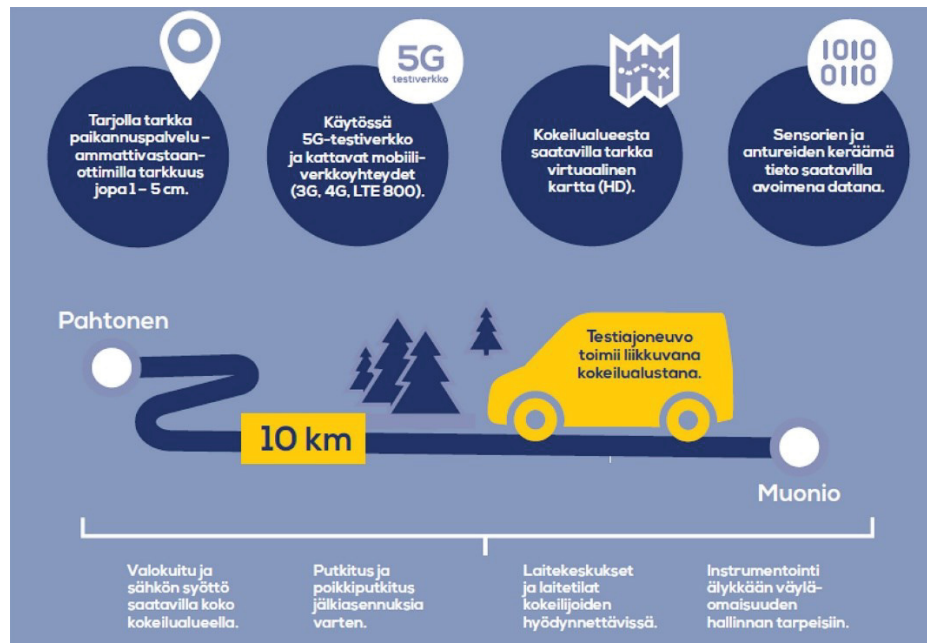 Tarjolla tarkka
paikannuspalvelu –
ammattivastaan-
ottimilla tarkkuus
jopa 1 – 5 cm.
5G
testiverkko
Käytössä
5G-testiverkko
ja kattavat mobiili-
verkkoyhteydet
(3G, 4G, LTE 800).
Kokeilualueesta
saatavilla tarkka
virtuaalinen
kartta (HD).
1010
0110
Sensorien ja
antureiden keräämä
tieto saatavilla
avoimena datana.
Pahtonen
Testiajoneuvo
toimii liikkuvana
kokeilualustana.
10 km
Muonio
Valokuitu ja
sähkön syöttö
saatavilla koko
kokeilualueella.
Putkitus ja
poikkiputkitus
jälkiasennuksia
varten.
Laitekeskukset
ja laitetilat
kokeilijoiden
hyödynnettävissä.
Instrumentointi
älykkään väylä-
omaisuuden
hallinnan tarpeisiin.